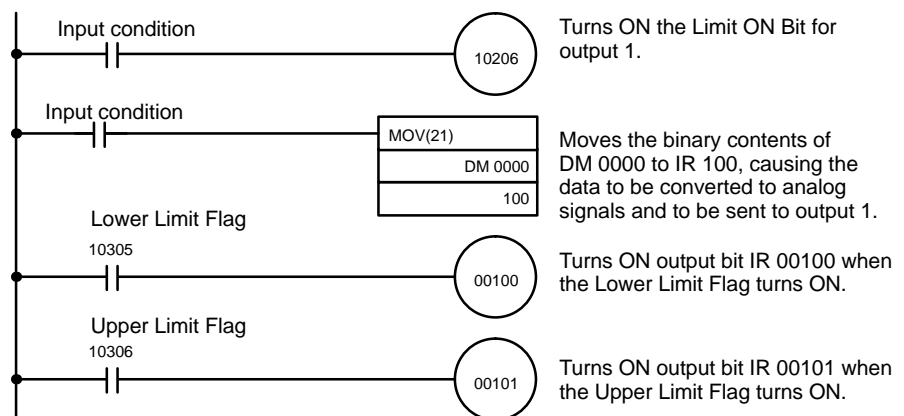 Input condition
10206
Turns ON the Limit ON Bit for
output 1.
Input condition
MOV(21)
DM 0000
100
Moves the binary contents of
DM 0000 to IR 100, causing the
data to be converted to analog
signals and to be sent to output 1.
Lower Limit Flag
10305
00100
Turns ON output bit IR 00100 when
the Lower Limit Flag turns ON.
Upper Limit Flag
10306
00101
Turns ON output bit IR 00101 when
the Upper Limit Flag turns ON.